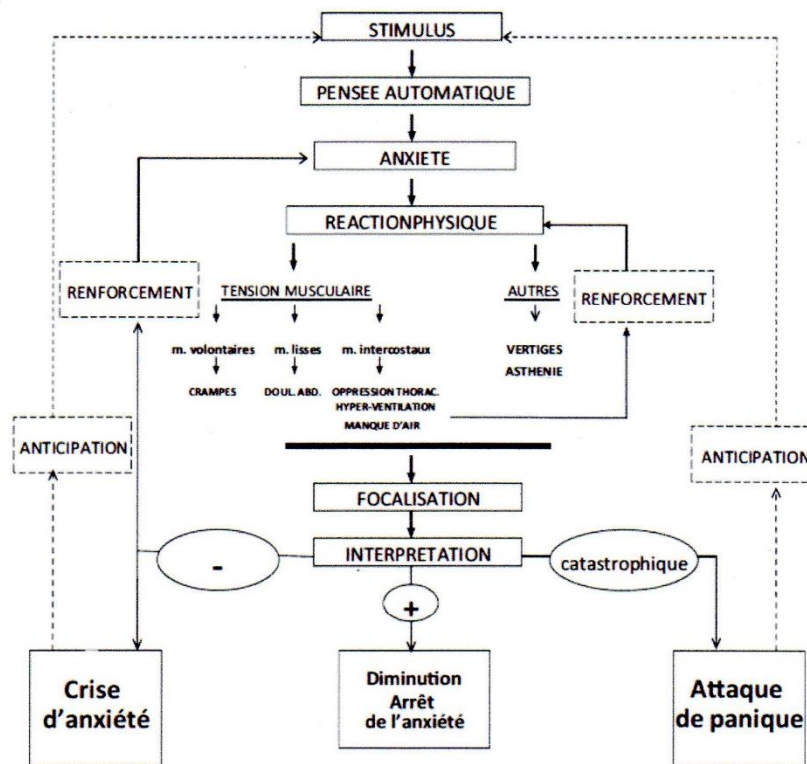 STIMULUS
PENSEE AUTOMATIQUE
ANXIETE
REACTIONPHYSIQUE
RENFORCEMENT
TENSION MUSCULAIRE
AUTRES
RENFORCEMENT
m. volontaires
m. lisses
m. intercostaux
VERTIGES
ASTHENIE
CRAMPES
DOUL. ABD.
OPPRESSION THORAC.
HYPER-VENTILATION
MANQUE D'AIR
ANTICIPATION
ANTICIPATION
FOCALISATION
INTERPRETATION
-
catastrophique
+
Crise
d'anxiété
Diminution
Arrêt
de l'anxiété
Attaque
de panique